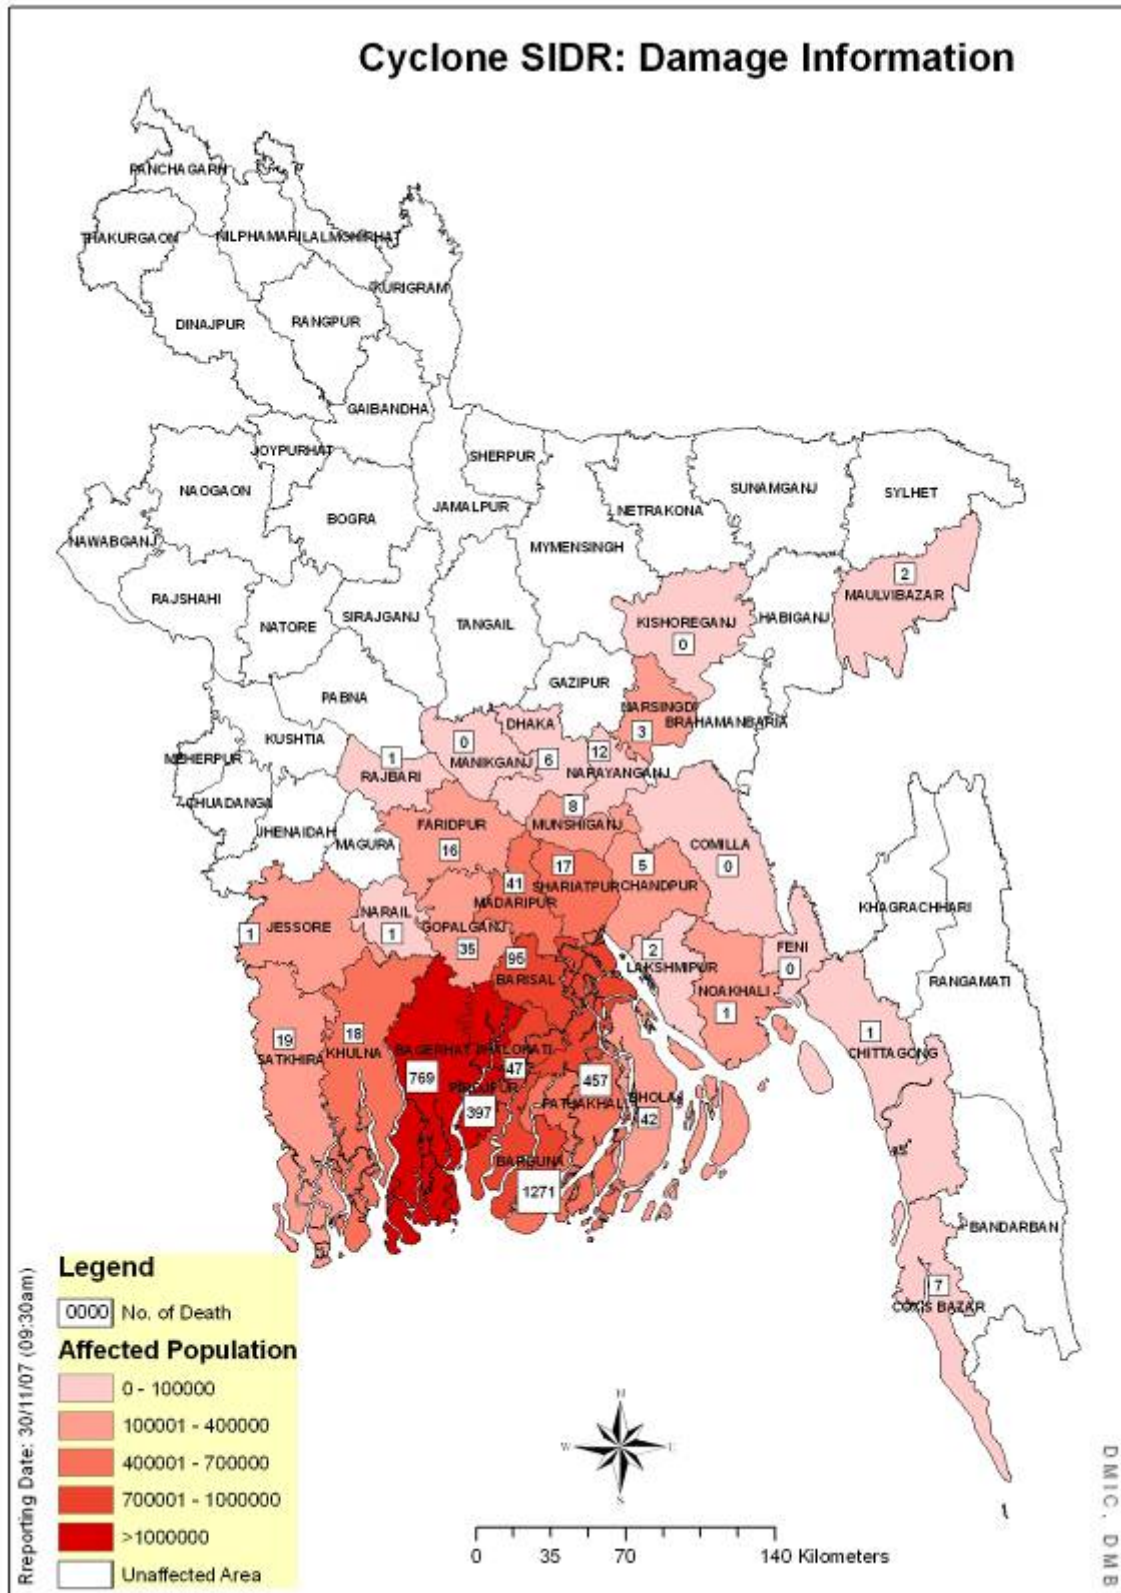 Cyclone SIDR: Damage Information
PANCHAGARH
THAKURGAON
NILPHAMARI
LALMONIRHAT
KURIGRAM
DINAJPUR
RANGPUR
GAIBANDHA
JOYPURHAT
SHERPUR
NAOGAON
BOGRA
JAMALPUR
NETRAKONA
SUNAMGANJ
SYLHET
NAWABGANJ
MYMENSINGH
2
MAULVIBAZAR
RAJSHAHI
NATORE
SIRAJGANJ
TANGAIL
KISHOREGANJ
0
HABIGANJ
PABNA
GAZIPUR
NARSINGDI
3
BRAHAMANBARIA
KUSHTIA
DHAKA
6
0
MANIKGANJ
12
NARAYANGANJ
MEHERPUR
1
RAJBARI
CHUADANGA
JHENAIDAH
MAGURA
FARIDPUR
16
8
MUNSHIGANJ
COMILLA
0
17
SHARIATPUR
5
CHANDPUR
41
MADARIPUR
KHAGRACHHARI
JESSORE
1
NARAIL
1
GOPALGANJ
35
95
BARISAL
2
LAKSHMIPUR
NOAKHALI
1
FENI
0
RANGAMATI
19
SATKHIRA
18
KHULNA
BAGERHAT
769
JHALOKATI
47
PIROJPUR
397
457
PATUAKHALI
BHOLA
42
1
CHITTAGONG
BARGUNA
1271
BANDARBAN
7
COX'S BAZAR
Legend
0000 No. of Death
Affected Population
0 - 100000
100001 - 400000
400001 - 700000
700001 - 1000000
>1000000
Unaffected Area
Rreporting Date: 30/11/07 (09:30am)
N
W E
S
0 35 70 140 Kilometers
DMIC, DMB